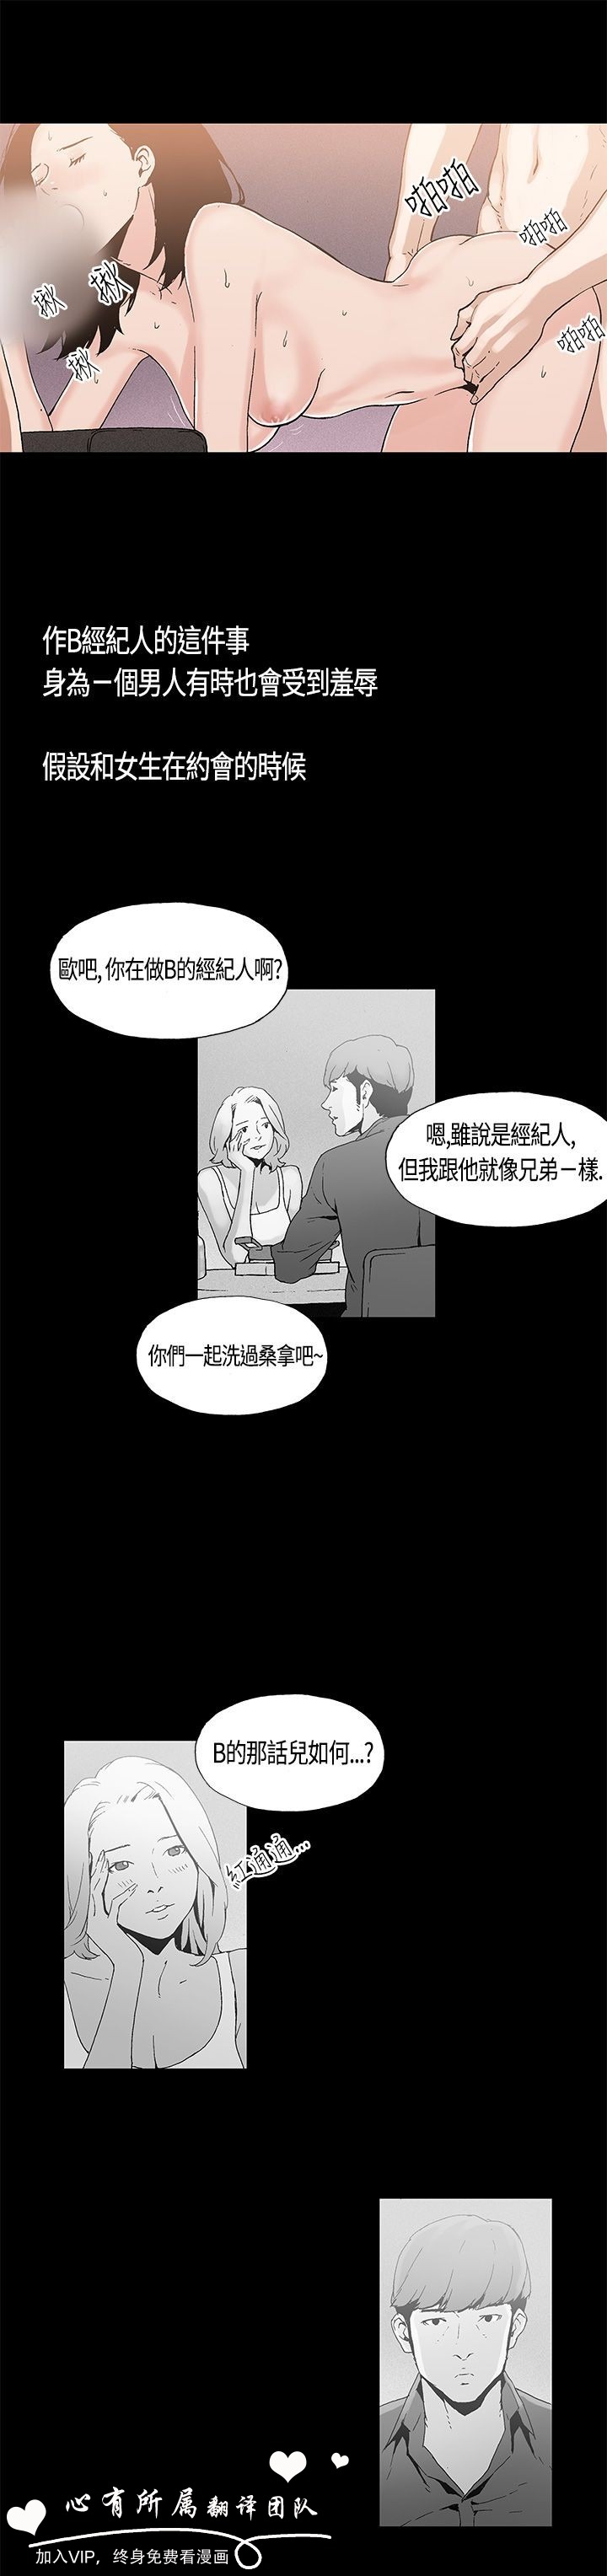 啪啪
啪啪
啪啪
揪
揪
揪
作B經紀人的這件事
身為一個男人有時也會受到羞辱
假設和女生在約會的時候
歐吧,你在做B的經紀人啊?
嗯,雖說是經紀人,
但我跟他就像兄弟一樣.
你們一起洗過桑拿吧~
B的那話兒如何...?
紅通通...
心有所属翻译团队
加入VIP，终身免费看漫画